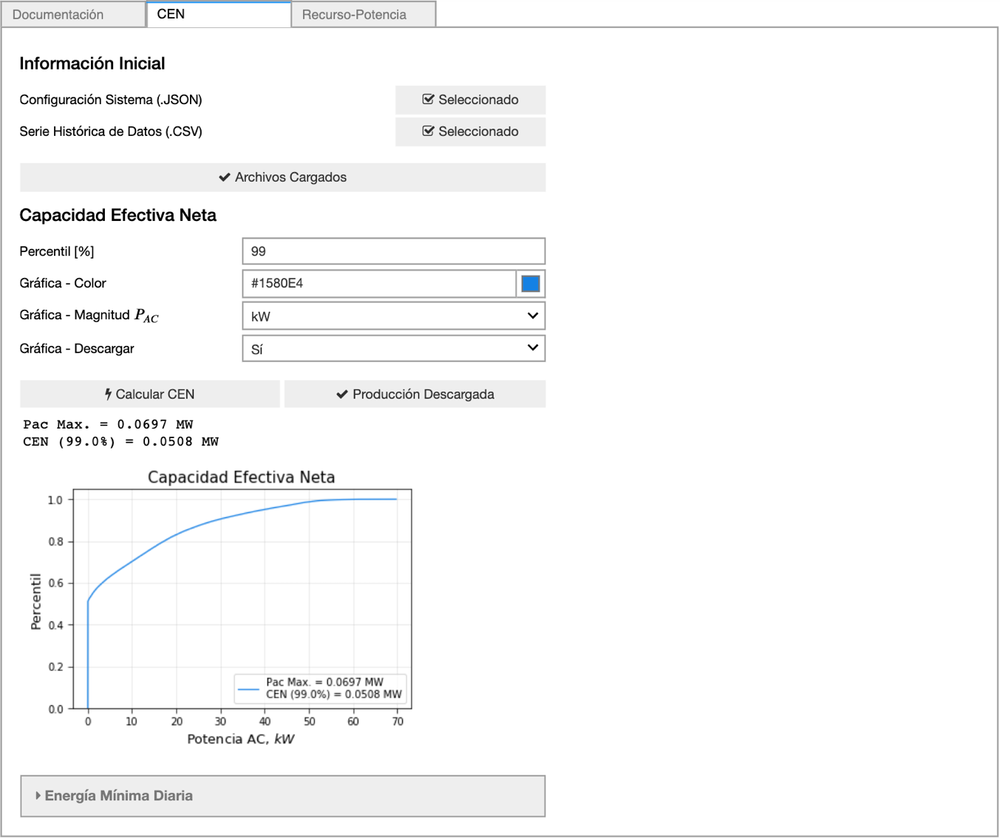 Documentación
CEN
Recurso-Potencia
Información Inicial
Configuración Sistema (.JSON)
Seleccionado
Serie Histórica de Datos (.CSV)
Seleccionado
Archivos Cargados
Capacidad Efectiva Neta
Percentil [%]
99
Gráfica - Color
#1580E4
Gráfica - Magnitud P_AC
kW
Gráfica - Descargar
Sí
Calcular CEN
Producción Descargada
Pac Max. = 0.0697 MW
CEN (99.0%) = 0.0508 MW
Capacidad Efectiva Neta
1.0
0.8
0.6
0.4
0.2
0.0
Percentil
Pac Max. = 0.0697 MW
CEN (99.0%) = 0.0508 MW
0 10 20 30 40 50 60 70
Potencia AC, kW
Energía Mínima Diaria